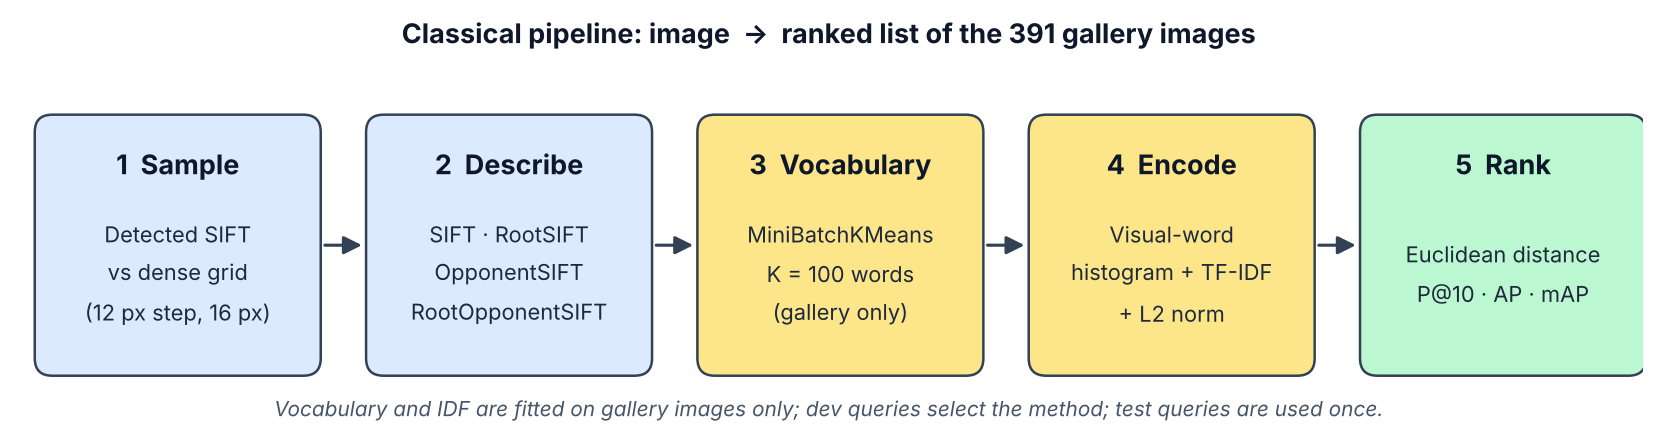 Classical pipeline: image → ranked list of the 391 gallery images
1 Sample
Detected SIFT
vs dense grid
(12 px step, 16 px)
2 Describe
SIFT · RootSIFT
OpponentSIFT
RootOpponentSIFT
3 Vocabulary
MiniBatchKMeans
K = 100 words
(gallery only)
4 Encode
Visual-word
histogram + TF-IDF
+ L2 norm
5 Rank
Euclidean distance
P@10 · AP · mAP
Vocabulary and IDF are fitted on gallery images only; dev queries select the method; test queries are used once.